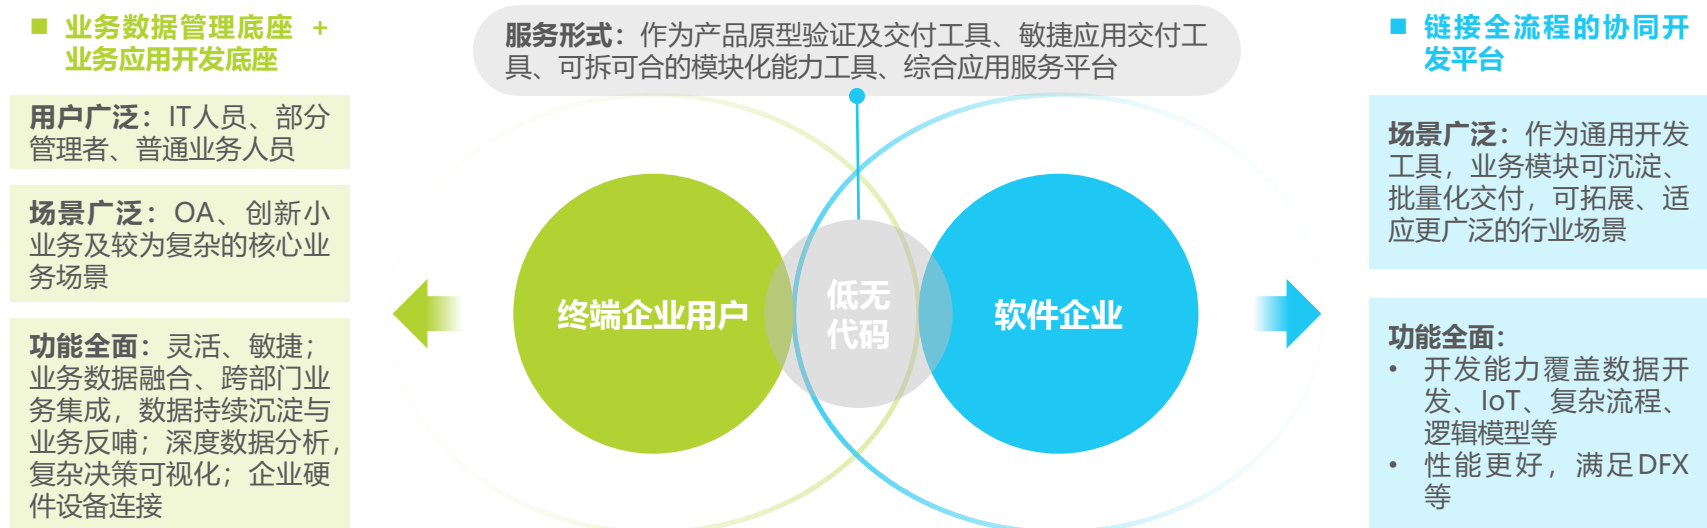 ■ 业务数据管理底座 +
业务应用开发底座
用户广泛：IT人员、部分
管理者、普通业务人员
场景广泛：OA、创新小
业务及较为复杂的核心业
务场景
功能全面：灵活、敏捷；
业务数据融合、跨部门业
务集成，数据持续沉淀与
业务反哺；深度数据分析，
复杂决策可视化；企业硬
件设备连接
服务形式：作为产品原型验证及交付工具、敏捷应用交付工
具、可拆可合的模块化能力工具、综合应用服务平台
终端企业用户
低无
代码
软件企业
■ 链接全流程的协同开
发平台
场景广泛：作为通用开发
工具，业务模块可沉淀、
批量化交付，可拓展、适
应更广泛的行业场景
功能全面：
• 开发能力覆盖数据开
发、IoT、复杂流程、
逻辑模型等
• 性能更好，满足DFX
等